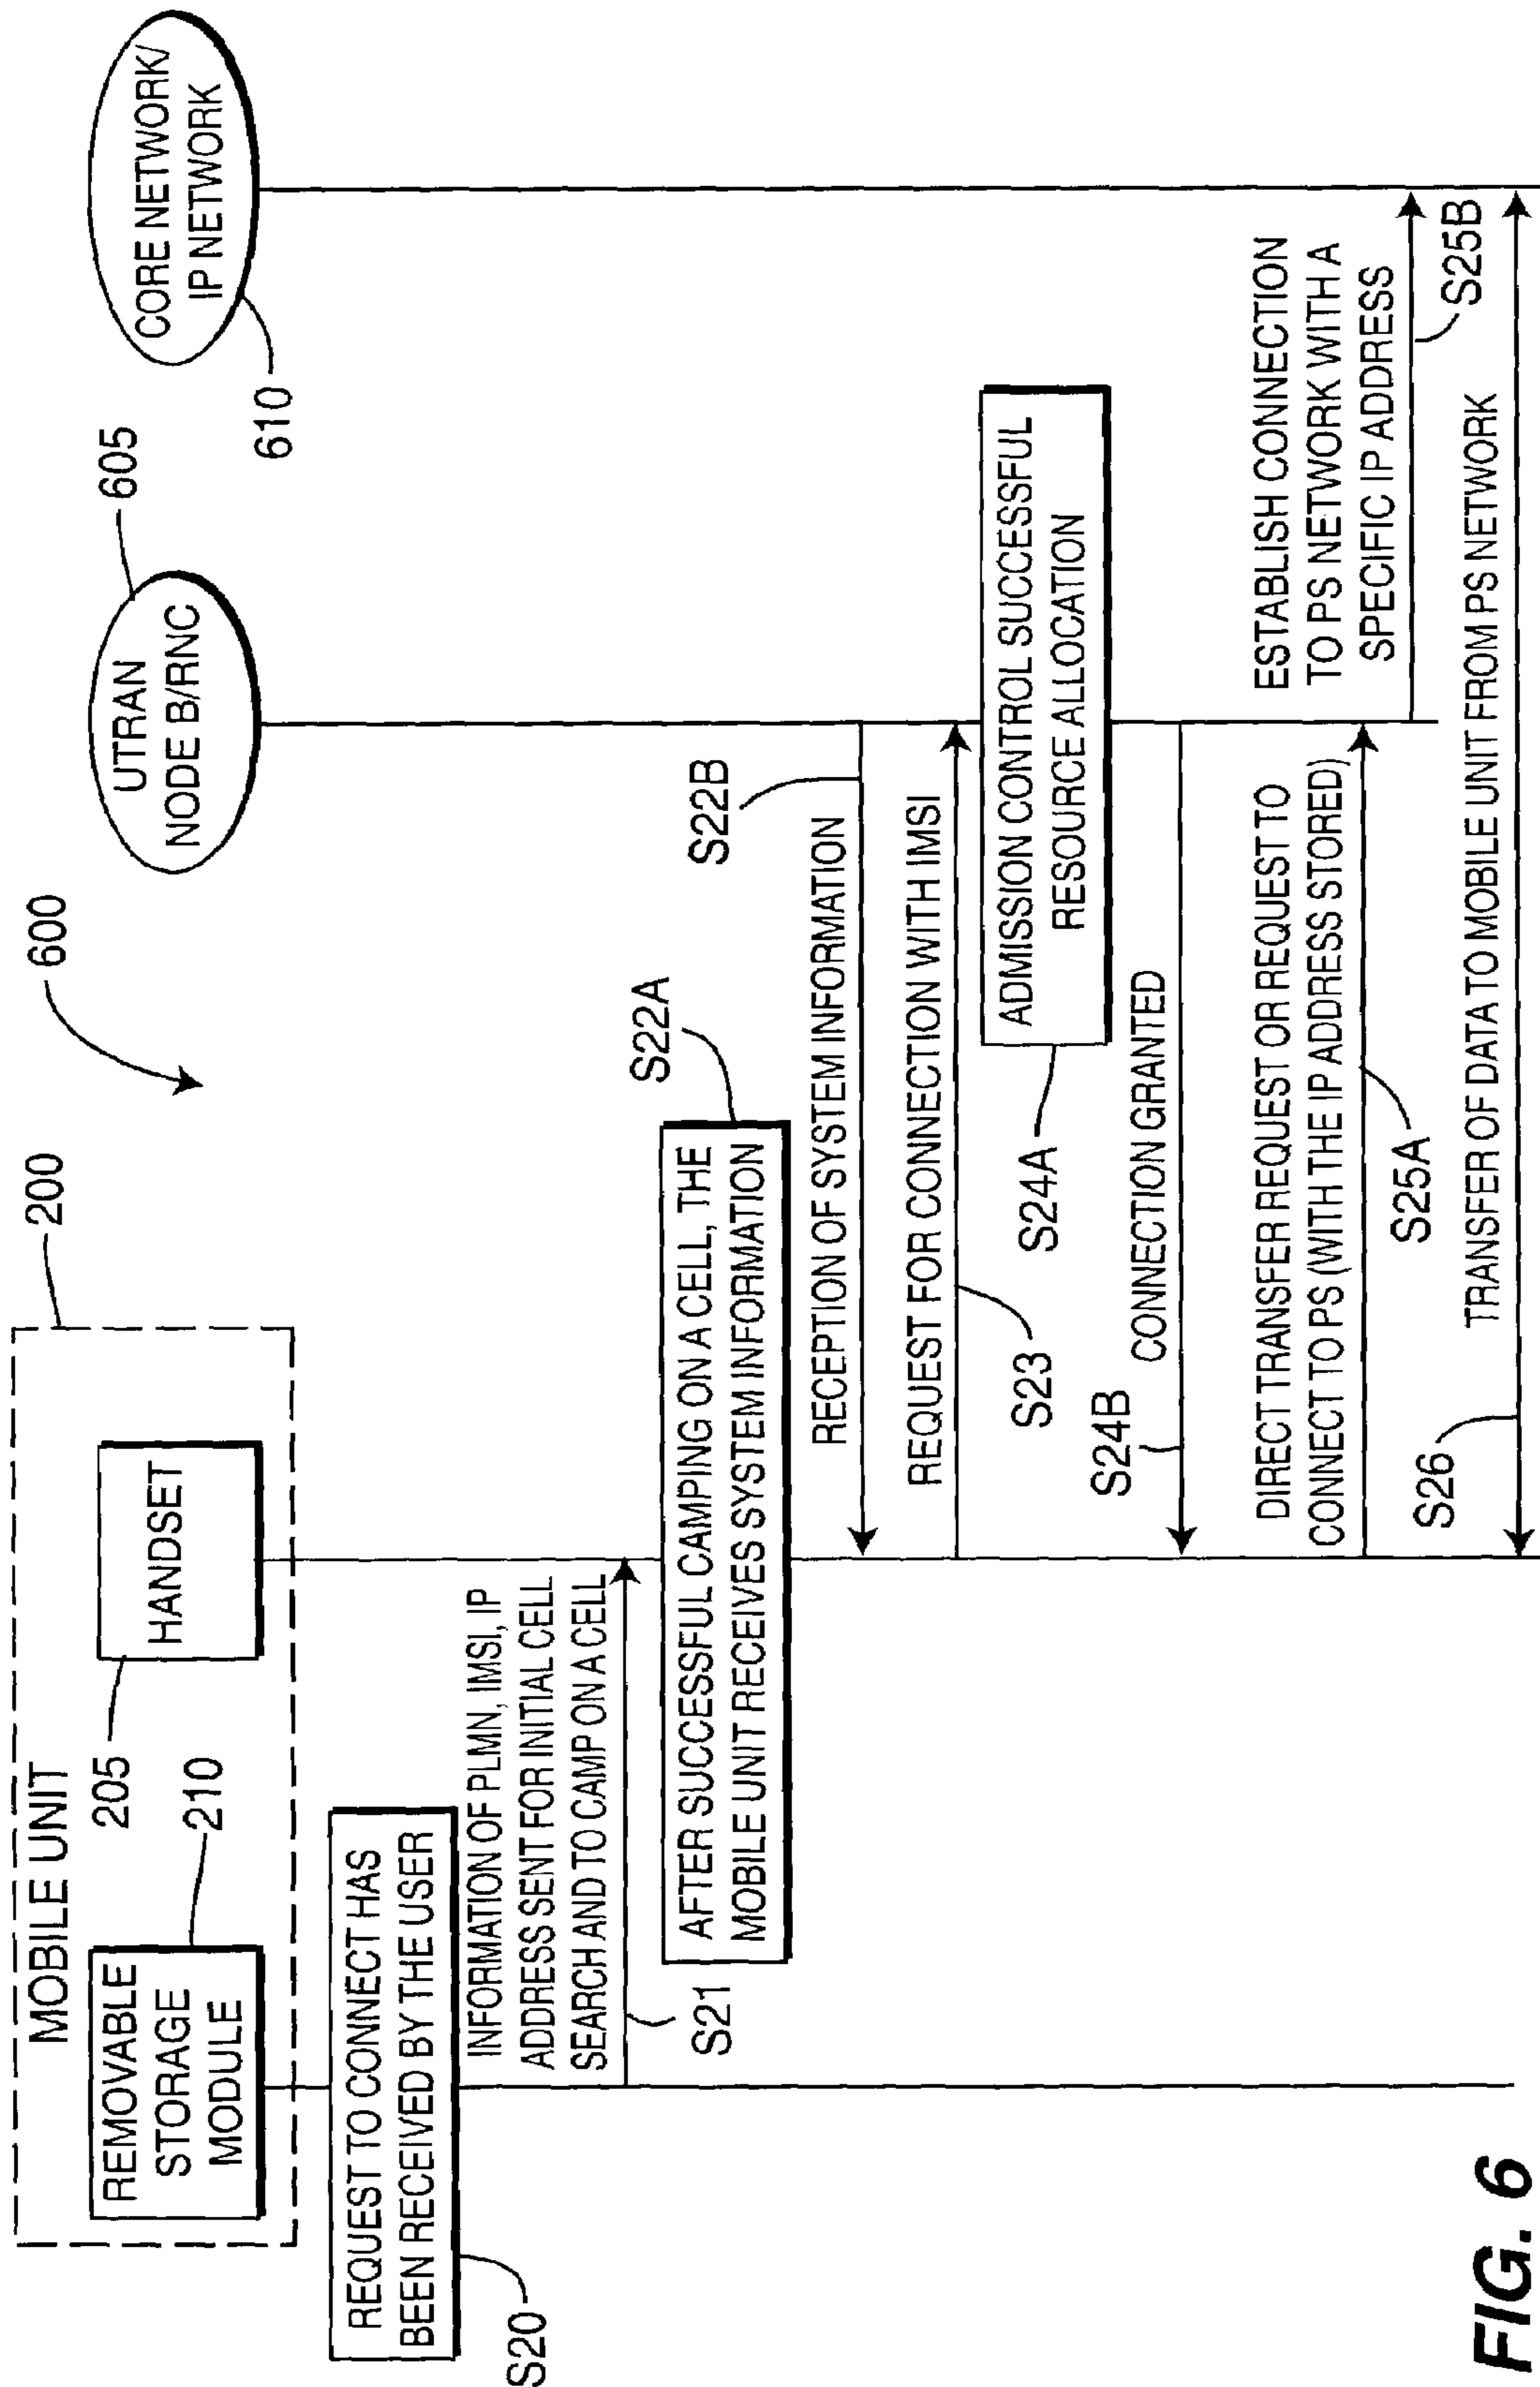 MOBILE UNIT
200
600
REMOVABLE
STORAGE
MODULE
210
205
HANDSET
UTRAN
NODE B/RNC
605
CORE NETWORK/
IP NETWORK
610
REQUEST TO CONNECT HAS
BEEN RECEIVED BY THE USER
S20
INFORMATION OF PLMN, IMSI, IP
ADDRESS SENT FOR INITIAL CELL
SEARCH AND TO CAMP ON A CELL
S21
AFTER SUCCESSFUL CAMPING ON A CELL, THE
MOBILE UNIT RECEIVES SYSTEM INFORMATION
S22A
S22B
RECEPTION OF SYSTEM INFORMATION
REQUEST FOR CONNECTION WITH IMSI
S23
ADMISSION CONTROL SUCCESSFUL
RESOURCE ALLOCATION
S24A
CONNECTION GRANTED
S24B
DIRECT TRANSFER REQUEST OR REQUEST TO
CONNECT TO PS (WITH THE IP ADDRESS STORED)
S25A
ESTABLISH CONNECTION
TO PS NETWORK WITH A
SPECIFIC IP ADDRESS
S25B
TRANSFER OF DATA TO MOBILE UNIT FROM PS NETWORK
S26
FIG. 6